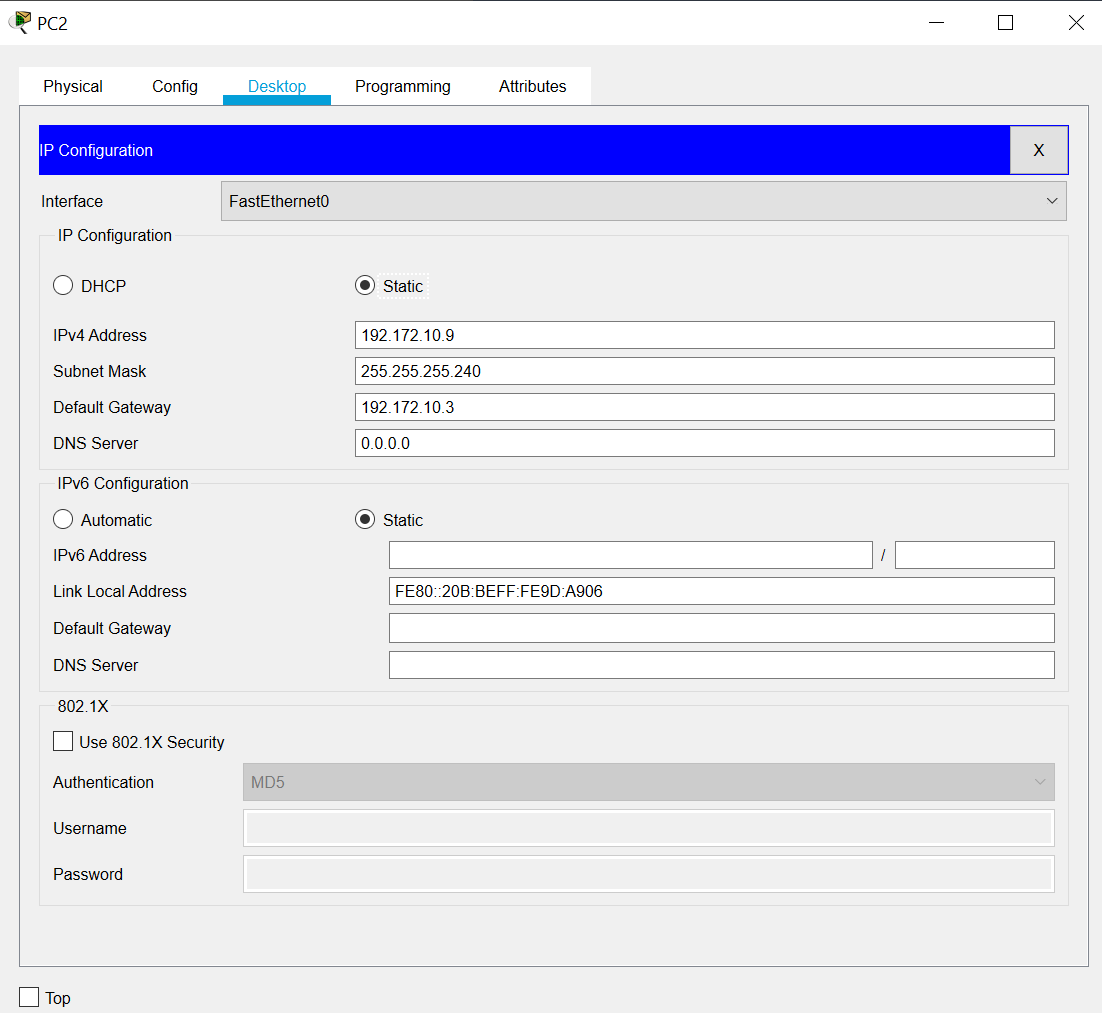 PC2
Physical Config Desktop Programming Attributes
IP Configuration X
Interface FastEthernet0
IP Configuration
DHCP Static
IPv4 Address 192.172.10.9
Subnet Mask 255.255.255.240
Default Gateway 192.172.10.3
DNS Server 0.0.0.0
IPv6 Configuration
Automatic Static
IPv6 Address /
Link Local Address FE80::20B:BEFF:FE9D:A906
Default Gateway
DNS Server
802.1X
Use 802.1X Security
Authentication MD5
Username
Password
Top